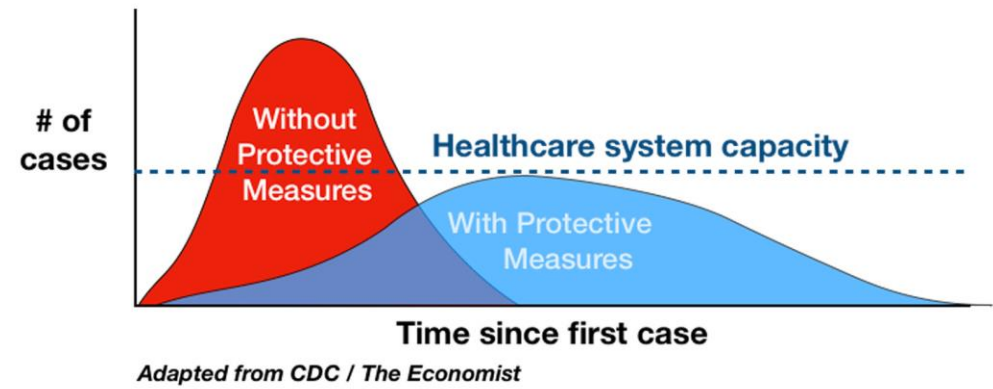 # of
cases
Without
Protective
Measures
Healthcare system capacity
With Protective
Measures
Time since first case
Adapted from CDC / The Economist